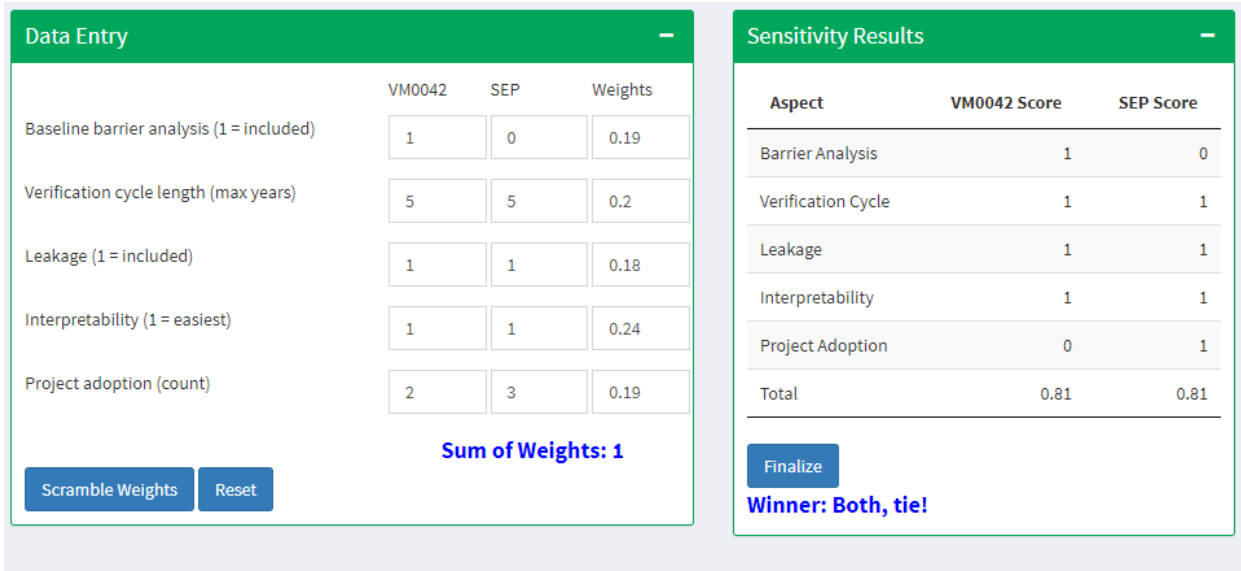 Data Entry
VM0042 SEP Weights
Baseline barrier analysis (1 = included) 1 0 0.19
Verification cycle length (max years) 5 5 0.2
Leakage (1 = included) 1 1 0.18
Interpretability (1 = easiest) 1 1 0.24
Project adoption (count) 2 3 0.19
Sum of Weights: 1
Scramble Weights Reset
Sensitivity Results
Aspect VM0042 Score SEP Score
Barrier Analysis 1 0
Verification Cycle 1 1
Leakage 1 1
Interpretability 1 1
Project Adoption 0 1
Total 0.81 0.81
Finalize
Winner: Both, tie!